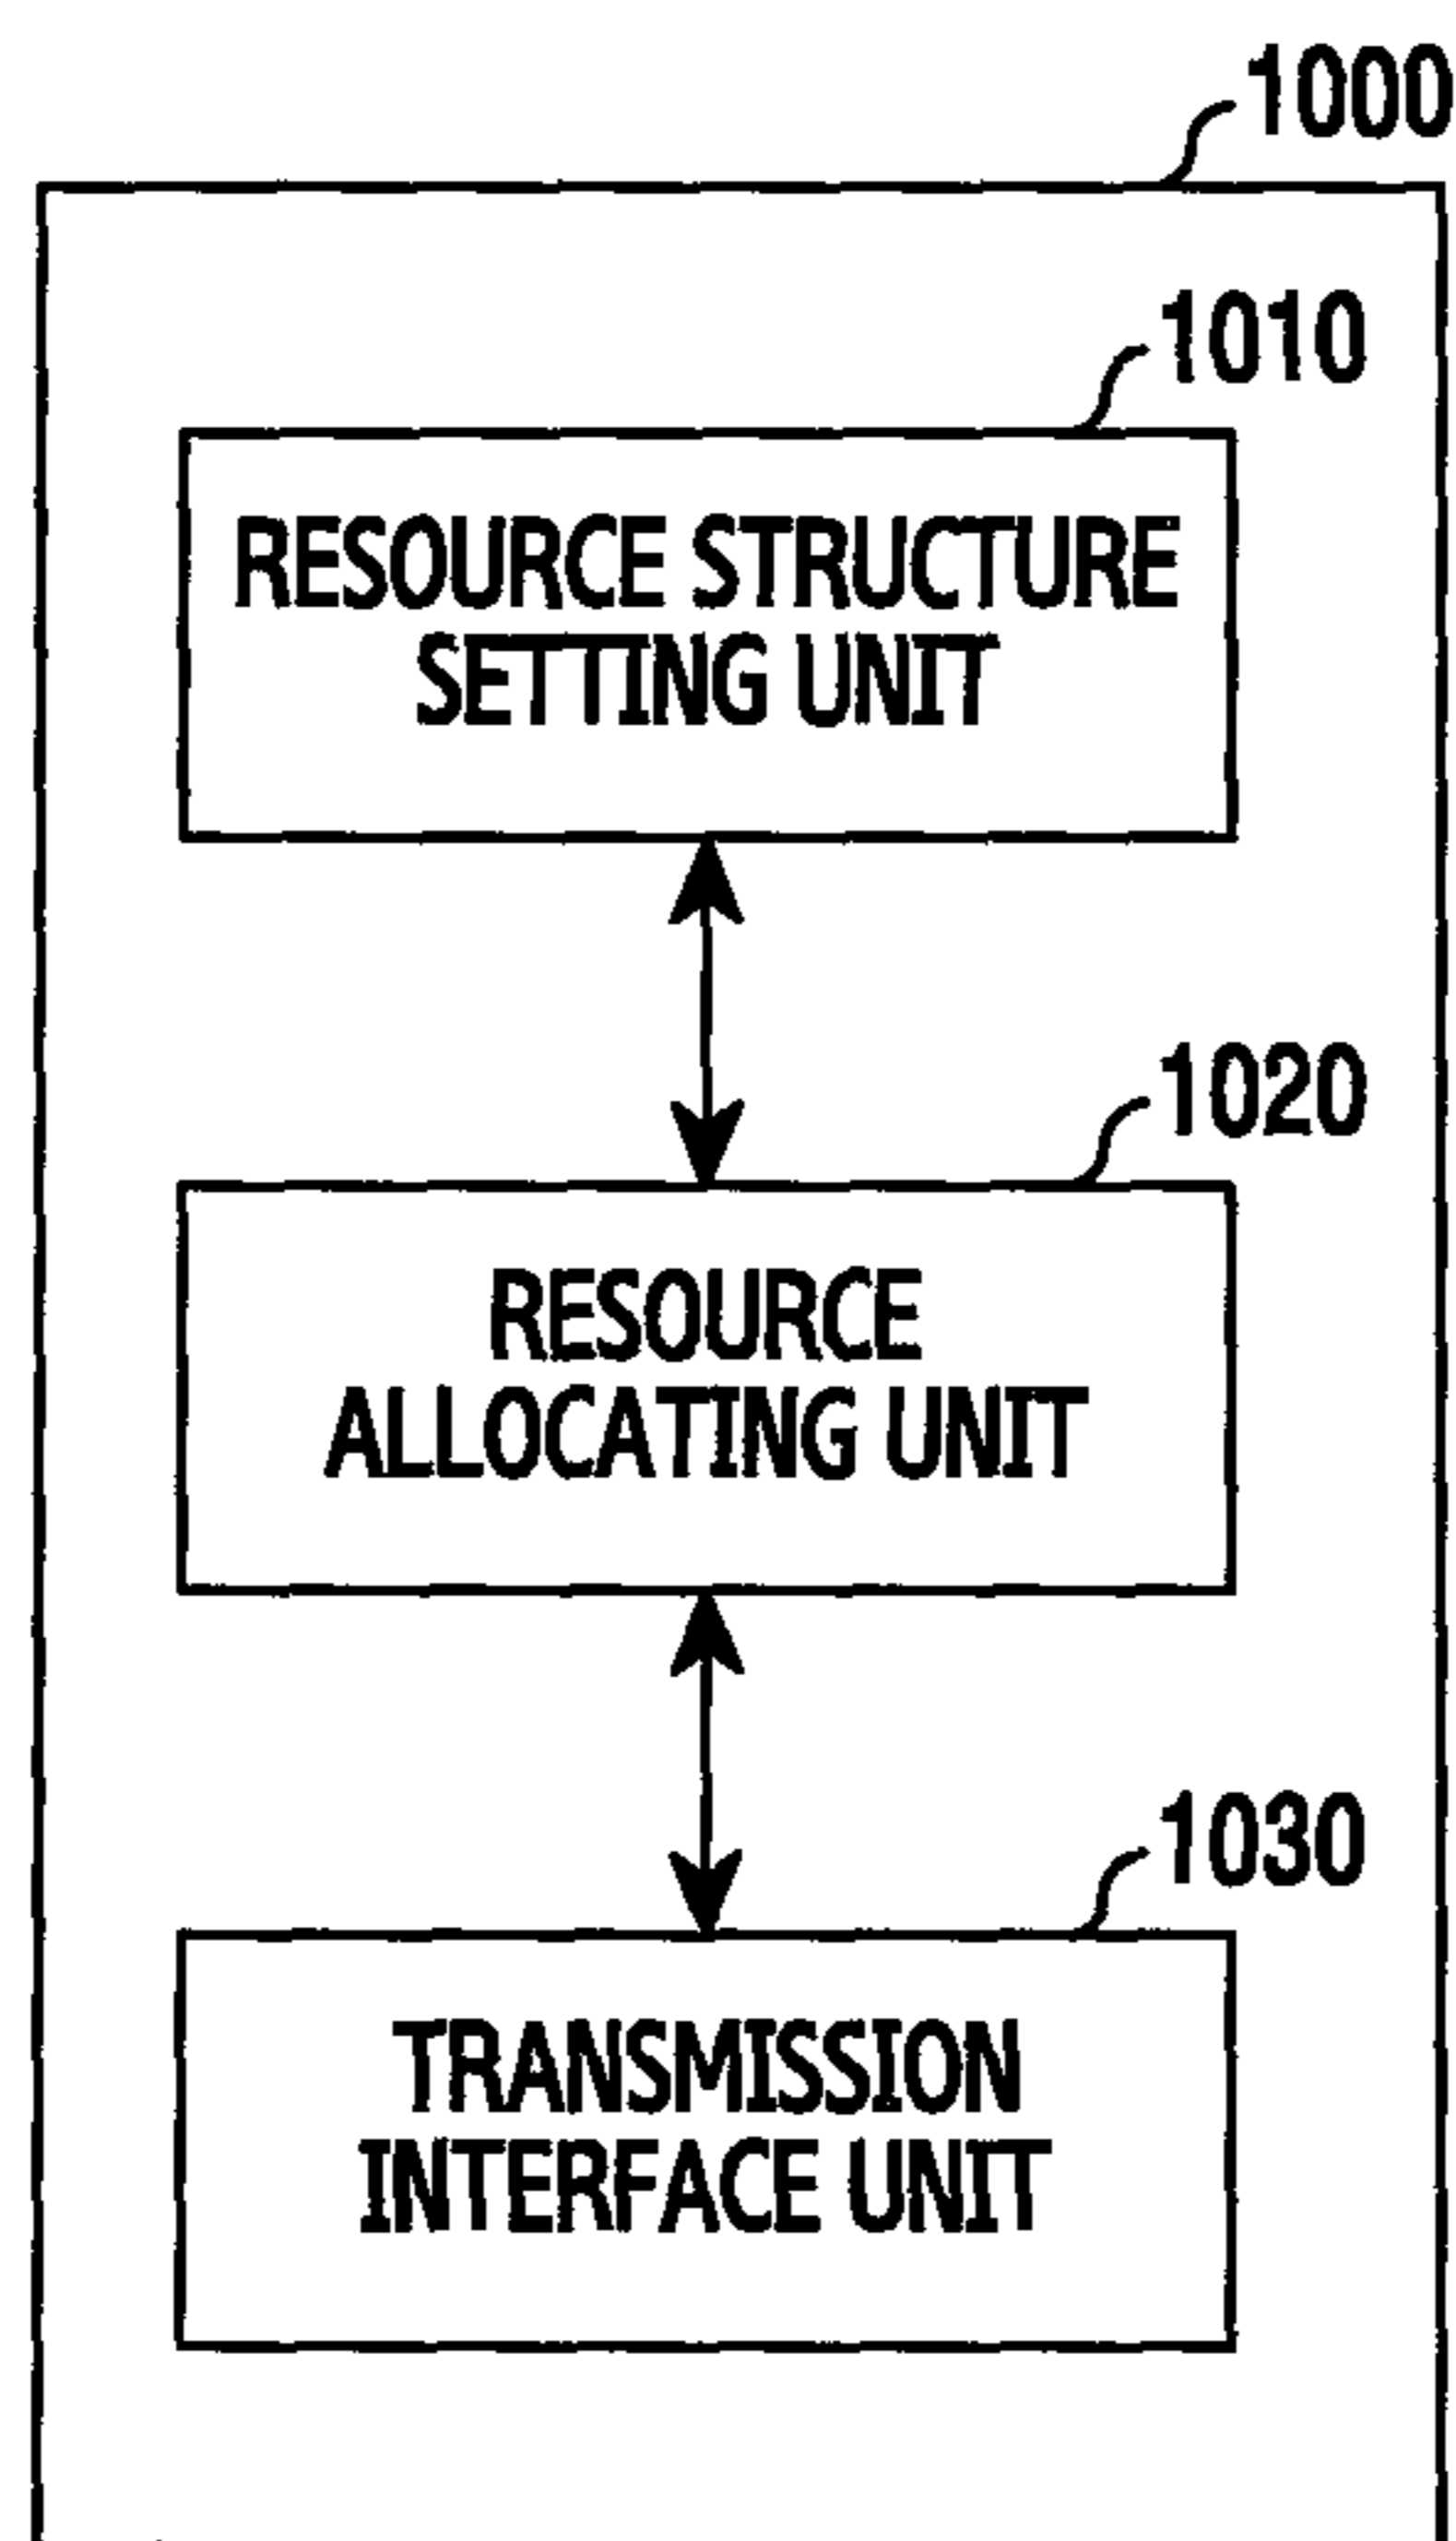 1000
1010
RESOURCE STRUCTURE
SETTING UNIT
1020
RESOURCE
ALLOCATING UNIT
1030
TRANSMISSION
INTERFACE UNIT